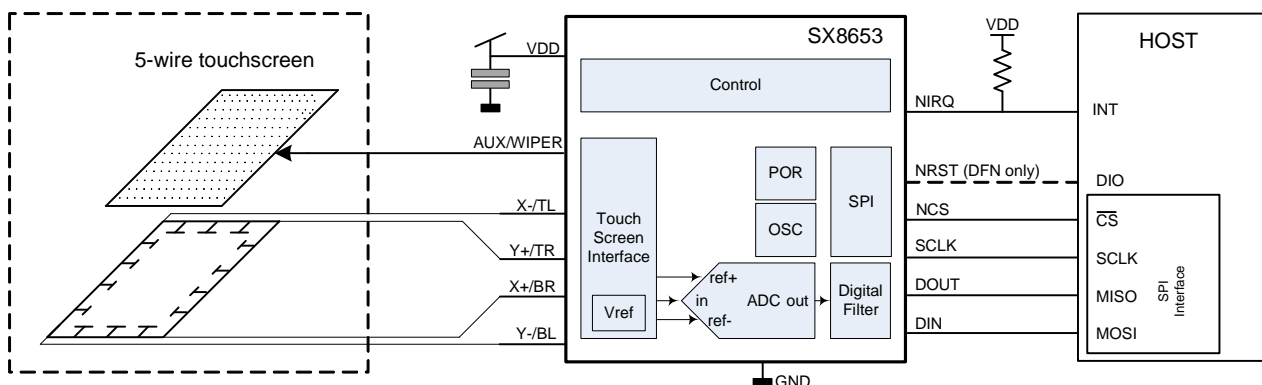 5-wire touchscreen
VDD
AUX/WIPER
X-/TL
Y+/TR
X+/BR
Y-/BL
SX8653
Control
Touch
Screen
Interface
Vref
POR
OSC
SPI
ref+
in
ref-
ADC out
Digital
Filter
GND
VDD
NIRQ
NRST (DFN only)
NCS
SCLK
DOUT
DIN
HOST
INT
DIO
CS
SCLK
MISO
MOSI
SPI
Interface